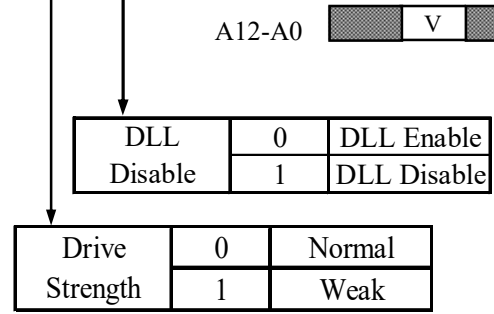 A12-A0 V
DLL 0 DLL Enable
Disable 1 DLL Disable
Drive 0 Normal
Strength 1 Weak